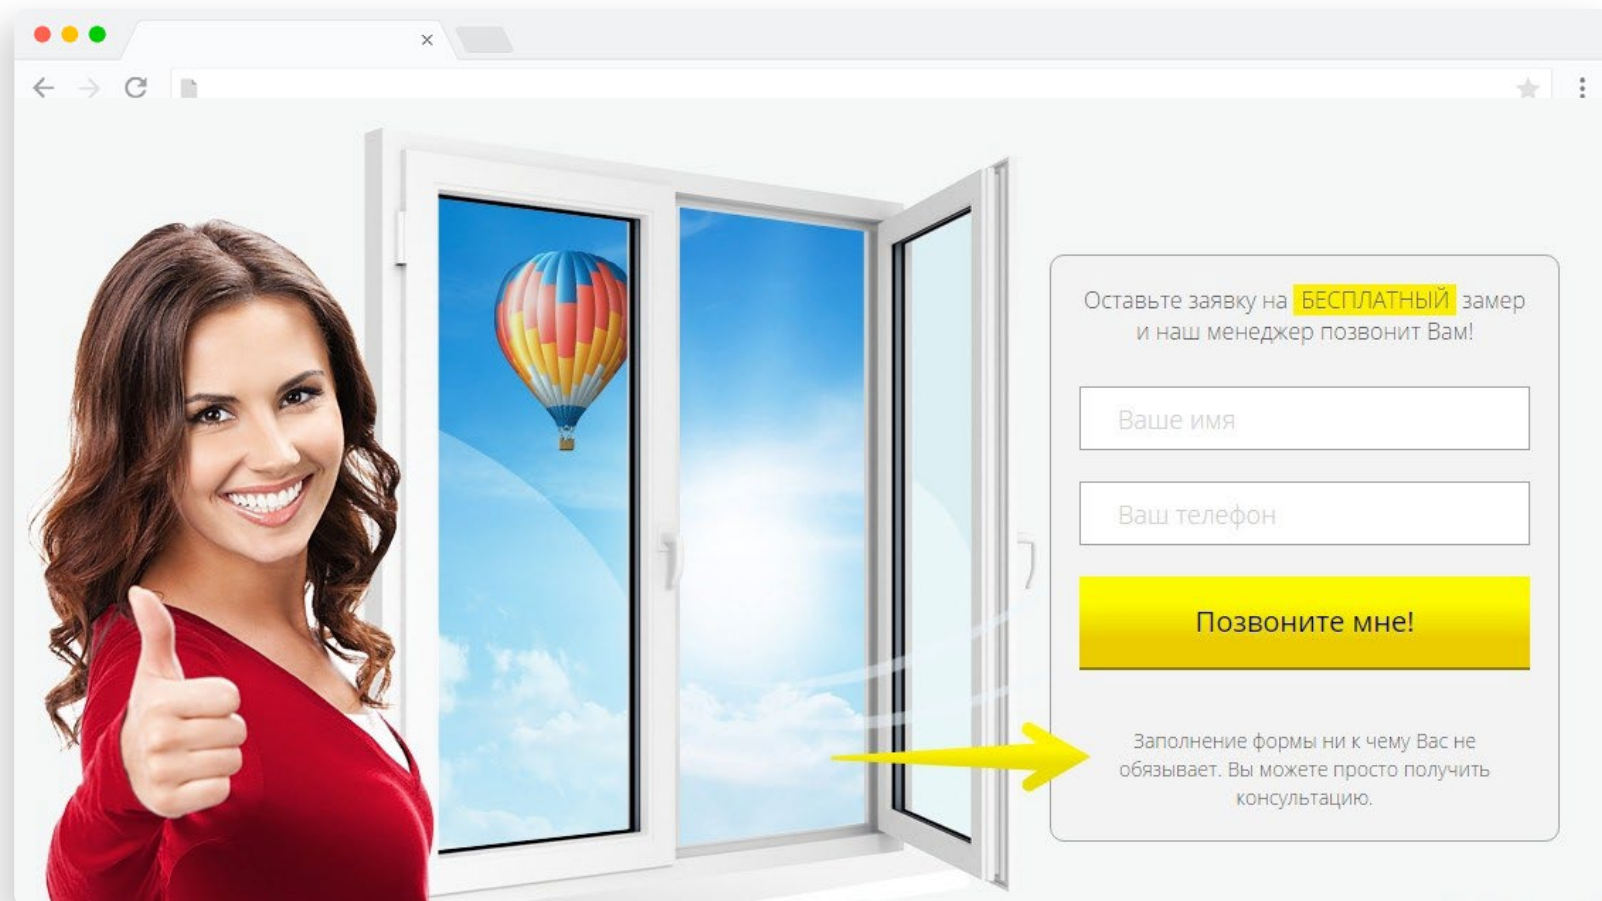 Оставьте заявку на БЕСПЛАТНЫЙ замер
и наш менеджер позвонит Вам!
Ваше имя
Ваш телефон
Позвоните мне!
Заполнение формы ни к чему Вас не
обязывает. Вы можете просто получить
консультацию.